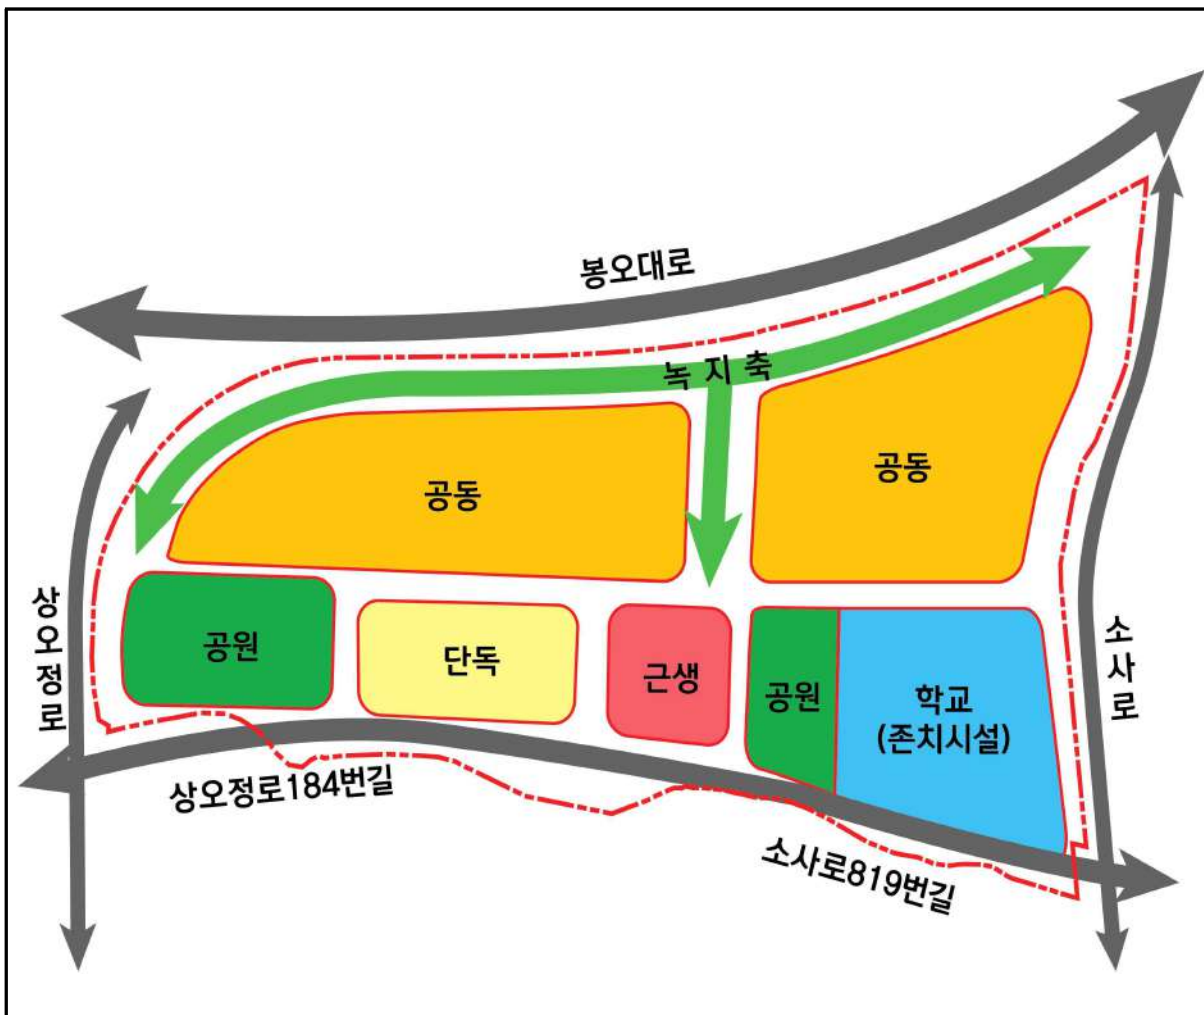 봉오대로
녹 지 축
공동
공동
상오정로
공원
단독
근생
공원
학교
(존치시설)
소사로
상오정로184번길
소사로819번길